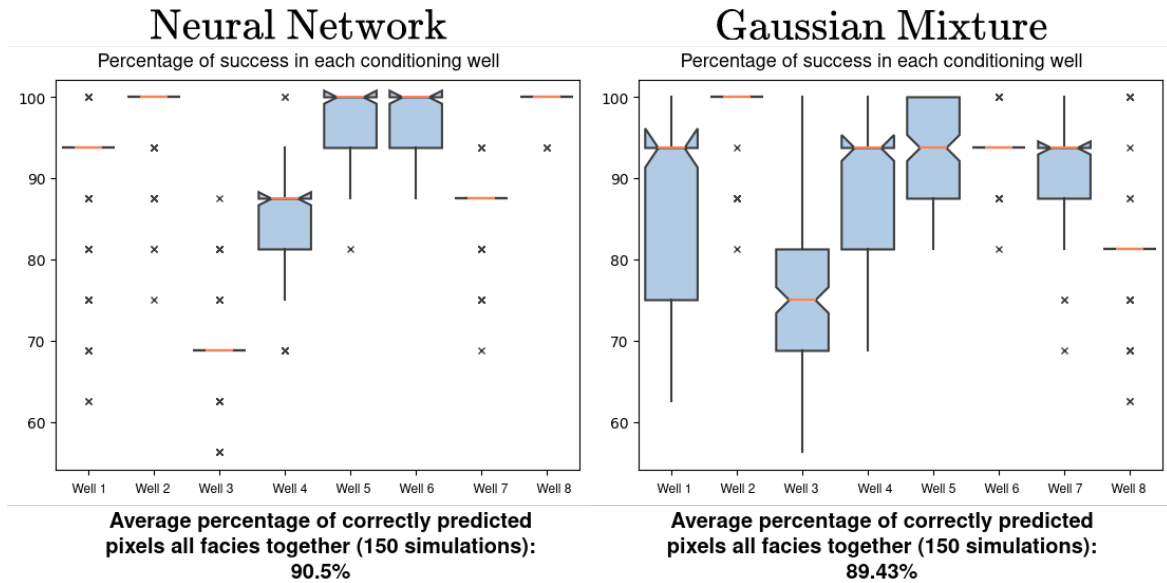 Neural Network
Percentage of success in each conditioning well
100
90
80
70
60
Well 1 Well 2 Well 3 Well 4 Well 5 Well 6 Well 7 Well 8
Average percentage of correctly predicted
pixels all facies together (150 simulations):
90.5%
Gaussian Mixture
Percentage of success in each conditioning well
100
90
80
70
60
Well 1 Well 2 Well 3 Well 4 Well 5 Well 6 Well 7 Well 8
Average percentage of correctly predicted
pixels all facies together (150 simulations):
89.43%